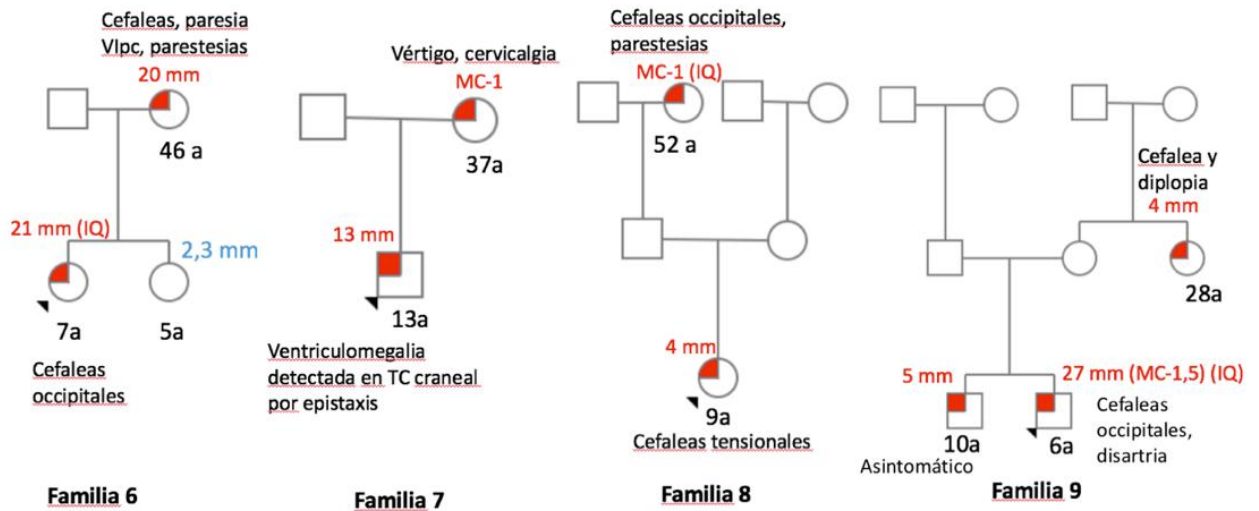 Cefaleas, paresia
VIpc, parestesias
20 mm
46 a
21 mm (IQ)
2,3 mm
7a
5a
Cefaleas
occipitales
Familia 6
Vértigo, cervicalgia
MC-1
37a
13 mm
13a
Ventriculomegalia
detectada en TC craneal
por epistaxis
Familia 7
Cefaleas occipitales,
parestesias
MC-1 (IQ)
52 a
4 mm
9a
Cefaleas tensionales
Familia 8
Cefalea y
diplopia
4 mm
28a
5 mm
27 mm (MC-1,5) (IQ)
10a
6a
Asintomático
Cefaleas
occipitales,
disartria
Familia 9